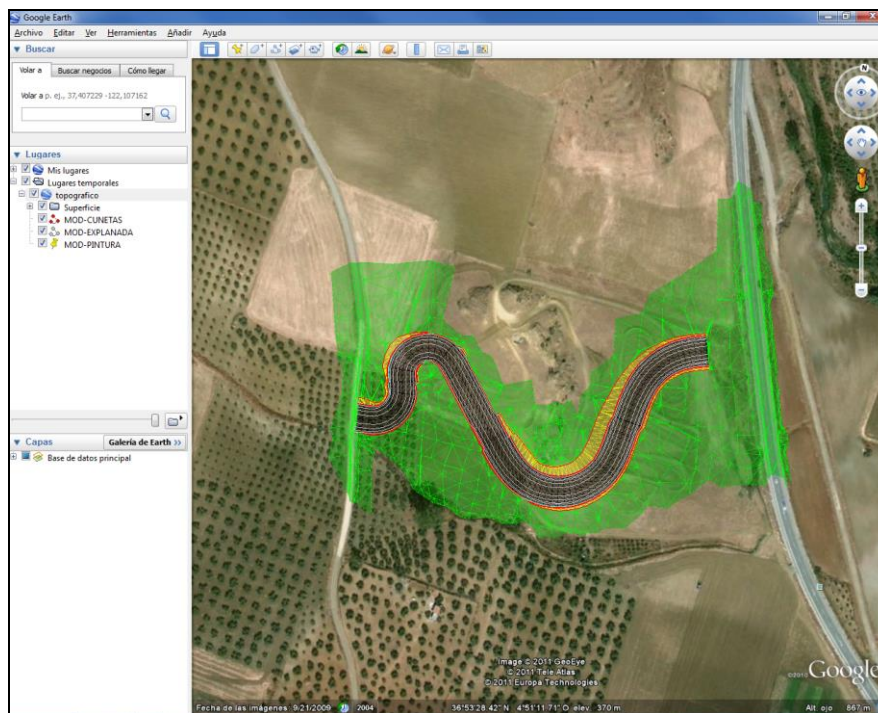 Google Earth
Archivo Editar Ver Herramientas Añadir Ayuda
Buscar
Volar a Buscar negocios Cómo llegar
Volar a p. ej., 37,407229 -122,107162
Lugares
Mis lugares
Lugares temporales
topografico
Superficie
MOD-CUNETAS
MOD-EXPLANADA
MOD-PINTURA
Capas Galería de Earth >>
Base de datos principal
N
Image © 2011 GeoEye
© 2011 Tele Atlas
© 2011 Europa Technologies
©2010 Google
Fecha de las imágenes: 9/21/2009 2004 36°53'28.42" N 4°51'11.71" O elev. 370 m Alt. ojo 867 m